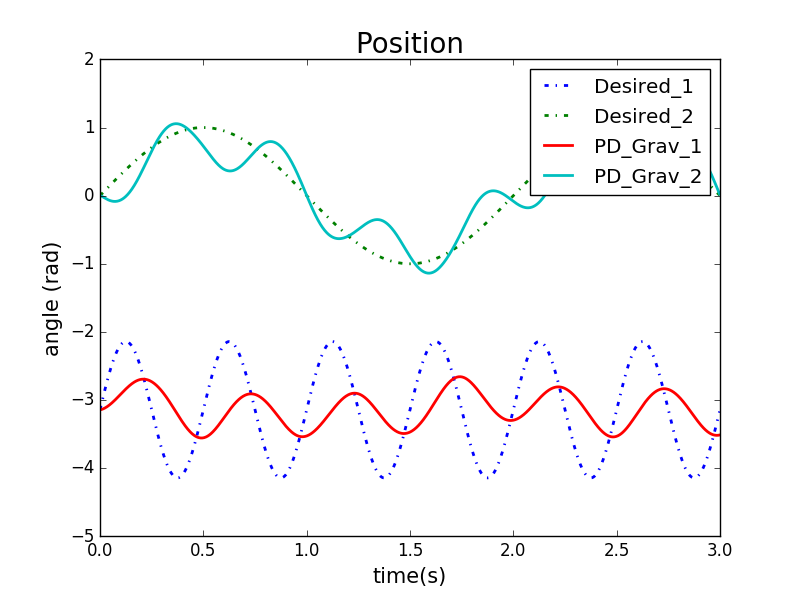 Position
Desired_1
Desired_2
PD_Grav_1
PD_Grav_2
2
1
0
−1
−2
−3
−4
−5
angle (rad)
0.0 0.5 1.0 1.5 2.0 2.5 3.0
time(s)